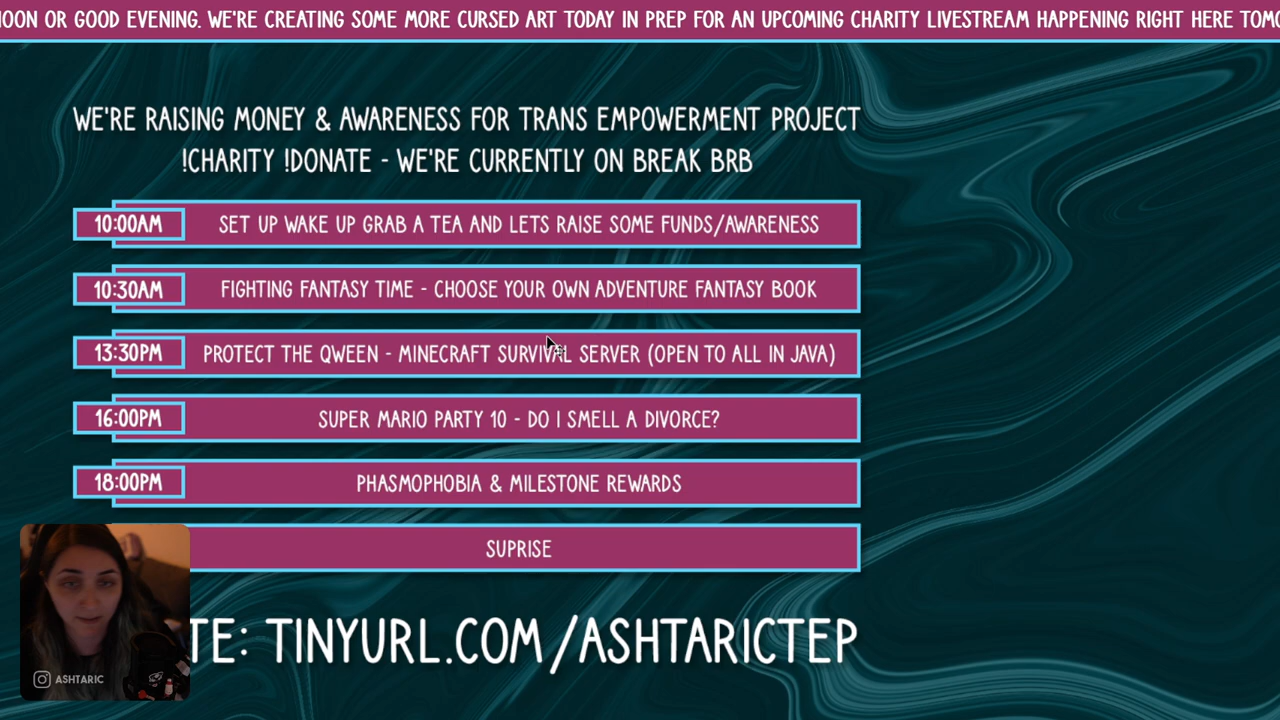 OON OR GOOD EVENING. WE'RE CREATING SOME MORE CURSED ART TODAY IN PREP FOR AN UPCOMING CHARITY LIVESTREAM HAPPENING RIGHT HERE TOMO
WE'RE RAISING MONEY & AWARENESS FOR TRANS EMPOWERMENT PROJECT
!CHARITY !DONATE - WE'RE CURRENTLY ON BREAK BRB
10:00AM SET UP WAKE UP GRAB A TEA AND LETS RAISE SOME FUNDS/AWARENESS
10:30AM FIGHTING FANTASY TIME - CHOOSE YOUR OWN ADVENTURE FANTASY BOOK
13:30PM PROTECT THE QWEEN - MINECRAFT SURVIVAL SERVER (OPEN TO ALL IN JAVA)
16:00PM SUPER MARIO PARTY 10 - DO I SMELL A DIVORCE?
18:00PM PHASMOPHOBIA & MILESTONE REWARDS
SUPRISE
TE: TINYURL.COM/ASHTARICTEP
ASHTARIC